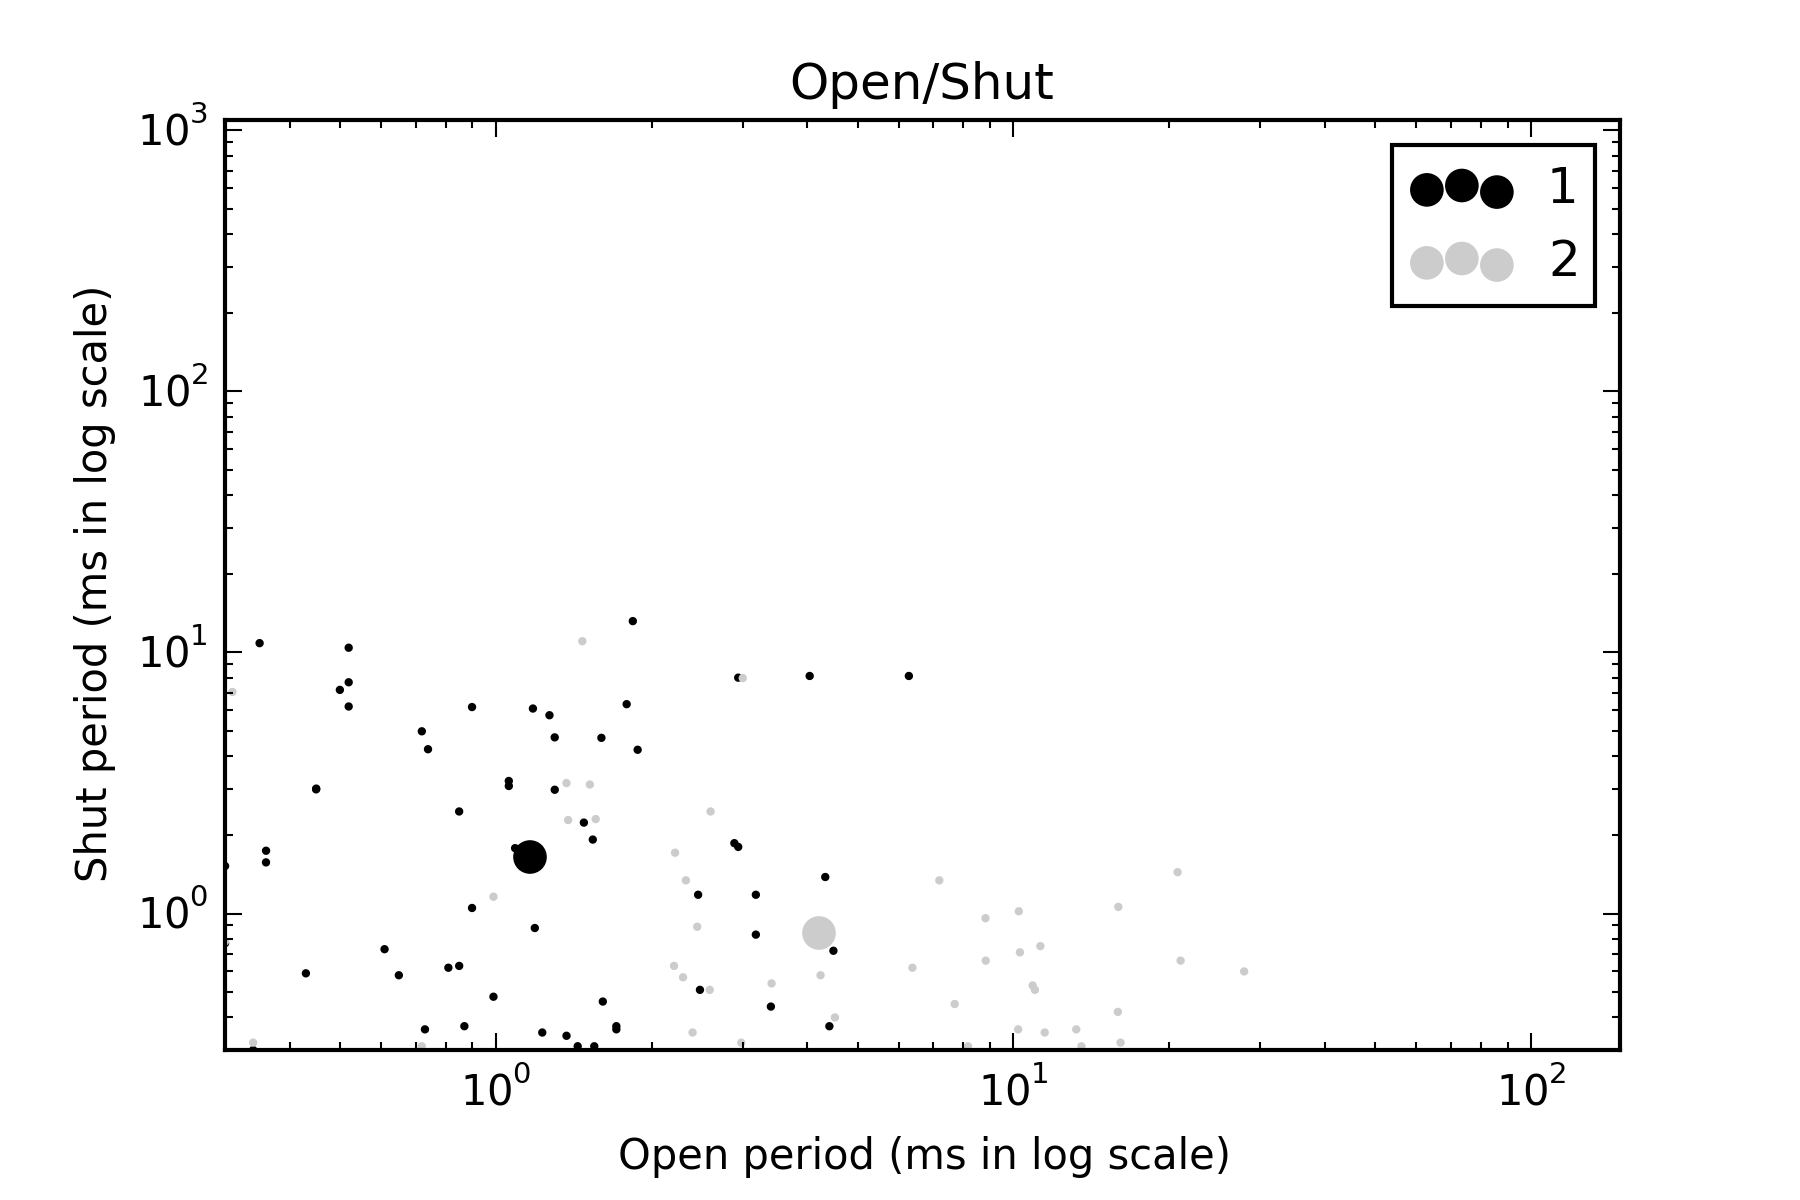 Open/Shut
10³
10²
10¹
10⁰
Shut period (ms in log scale)
1
2
10⁰ 10¹ 10²
Open period (ms in log scale)